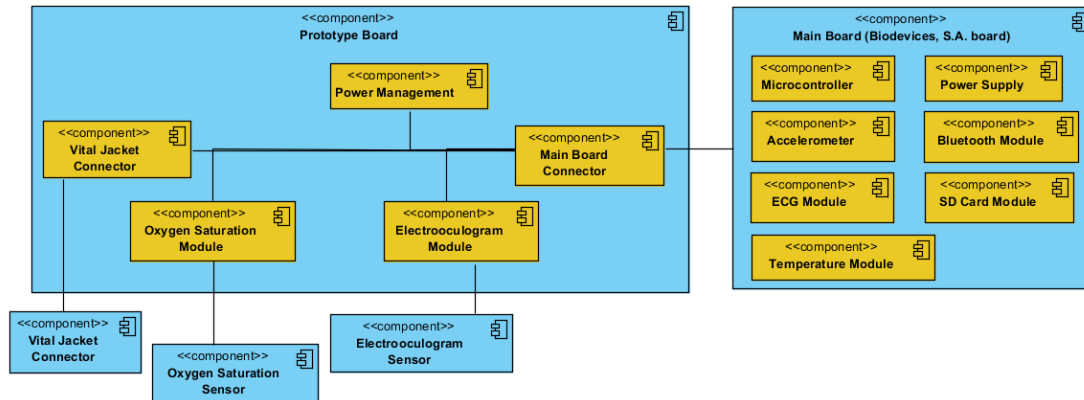 <<component>>
Prototype Board
<<component>>
Power Management
<<component>>
Vital Jacket
Connector
<<component>>
Main Board
Connector
<<component>>
Oxygen Saturation
Module
<<component>>
Electrooculogram
Module
<<component>>
Vital Jacket
Connector
<<component>>
Oxygen Saturation
Sensor
<<component>>
Electrooculogram
Sensor
<<component>>
Main Board (Biodevices, S.A. board)
<<component>>
Microcontroller
<<component>>
Power Supply
<<component>>
Accelerometer
<<component>>
Bluetooth Module
<<component>>
ECG Module
<<component>>
SD Card Module
<<component>>
Temperature Module